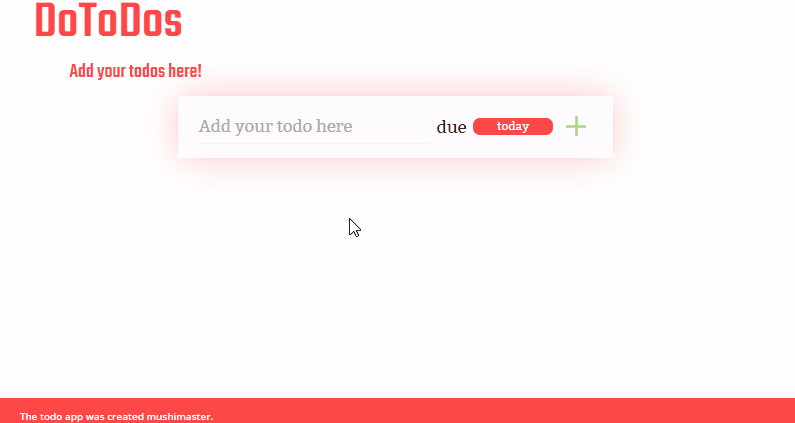 DoToDos
Add your todos here!
Add your todo here due today
The todo app was created mushimaster.